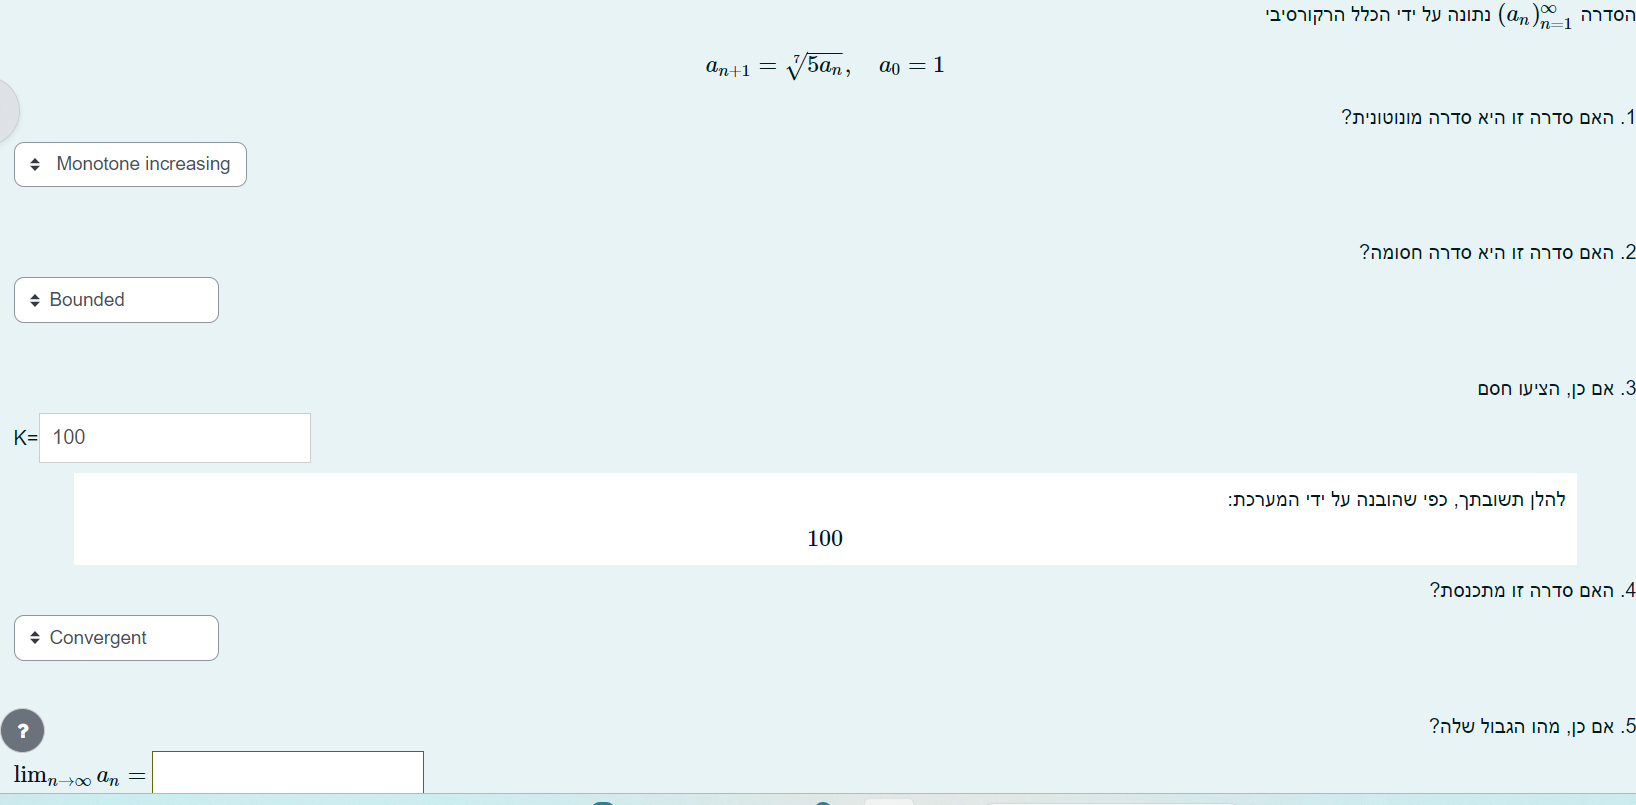 הסדרה $(a_n)_{n=1}^{\infty}$ נתונה על ידי הכלל הרקורסיבי
$a_{n+1} = \sqrt[7]{5a_n}, \quad a_0 = 1$
1. האם סדרה זו היא סדרה מונוטונית?
Monotone increasing
2. האם סדרה זו היא סדרה חסומה?
Bounded
3. אם כן, הציעו חסם
K= 100
להלן תשובתך, כפי שהובנה על ידי המערכת:
100
4. האם סדרה זו מתכנסת?
Convergent
5. אם כן, מהו הגבול שלה?
?
$\lim_{n\to\infty} a_n =$